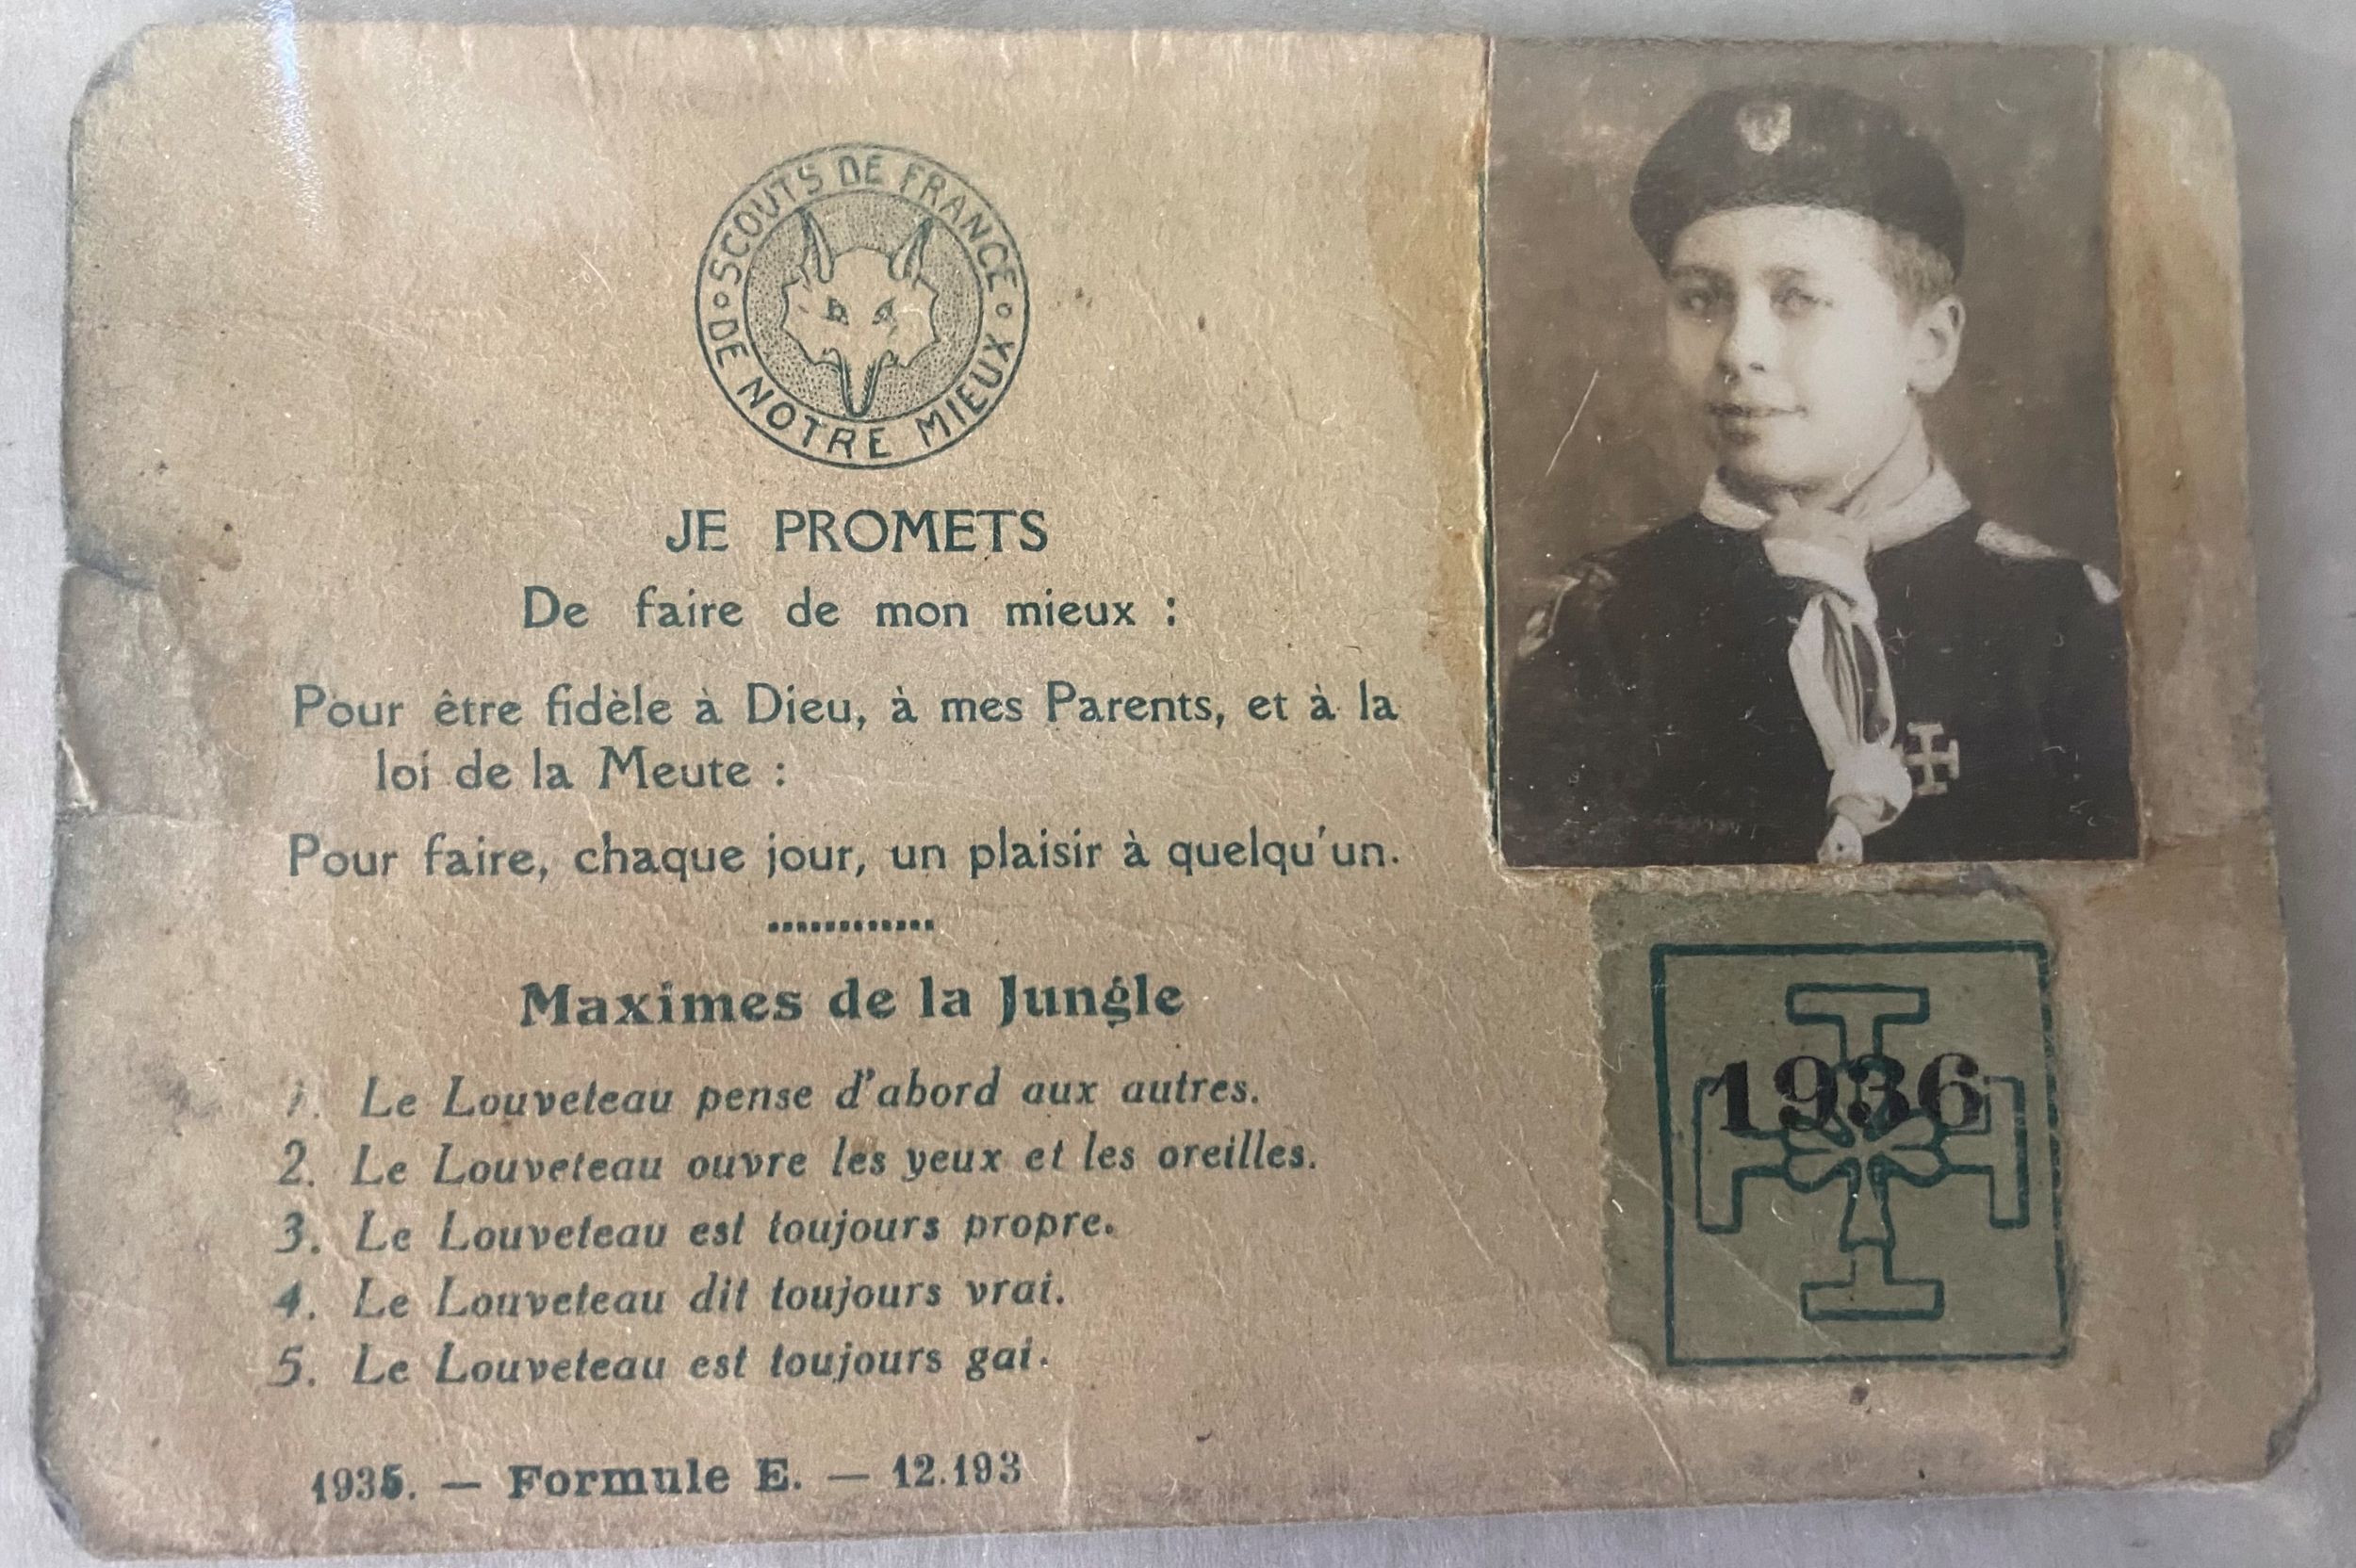 SCOUTS DE FRANCE
DE NOTRE MIEUX
JE PROMETS
De faire de mon mieux :
Pour être fidèle à Dieu, à mes Parents, et à la
loi de la Meute :
Pour faire, chaque jour, un plaisir à quelqu'un.
Maximes de la Jungle
1. Le Louveteau pense d'abord aux autres.
2. Le Louveteau ouvre les yeux et les oreilles.
3. Le Louveteau est toujours propre.
4. Le Louveteau dit toujours vrai.
5. Le Louveteau est toujours gai.
1935. — Formule E. — 12.193
1936